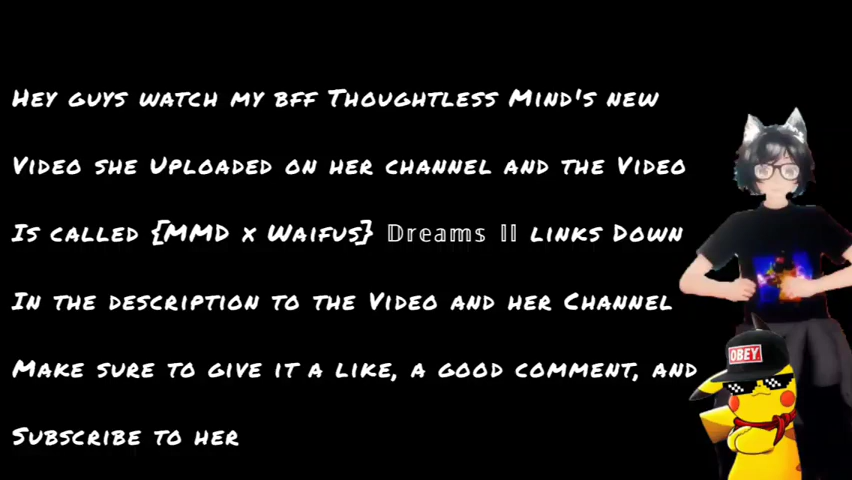 Hey guys watch my bff Thoughtless Mind's new
Video she Uploaded on her channel and the Video
Is called {MMD x Waifus} 𝔻𝕣𝕖𝕒𝕞𝕤 𝕀𝕀 links Down
In the description to the Video and her Channel
Make sure to give it a like, a good comment, and
Subscribe to her
OBEY